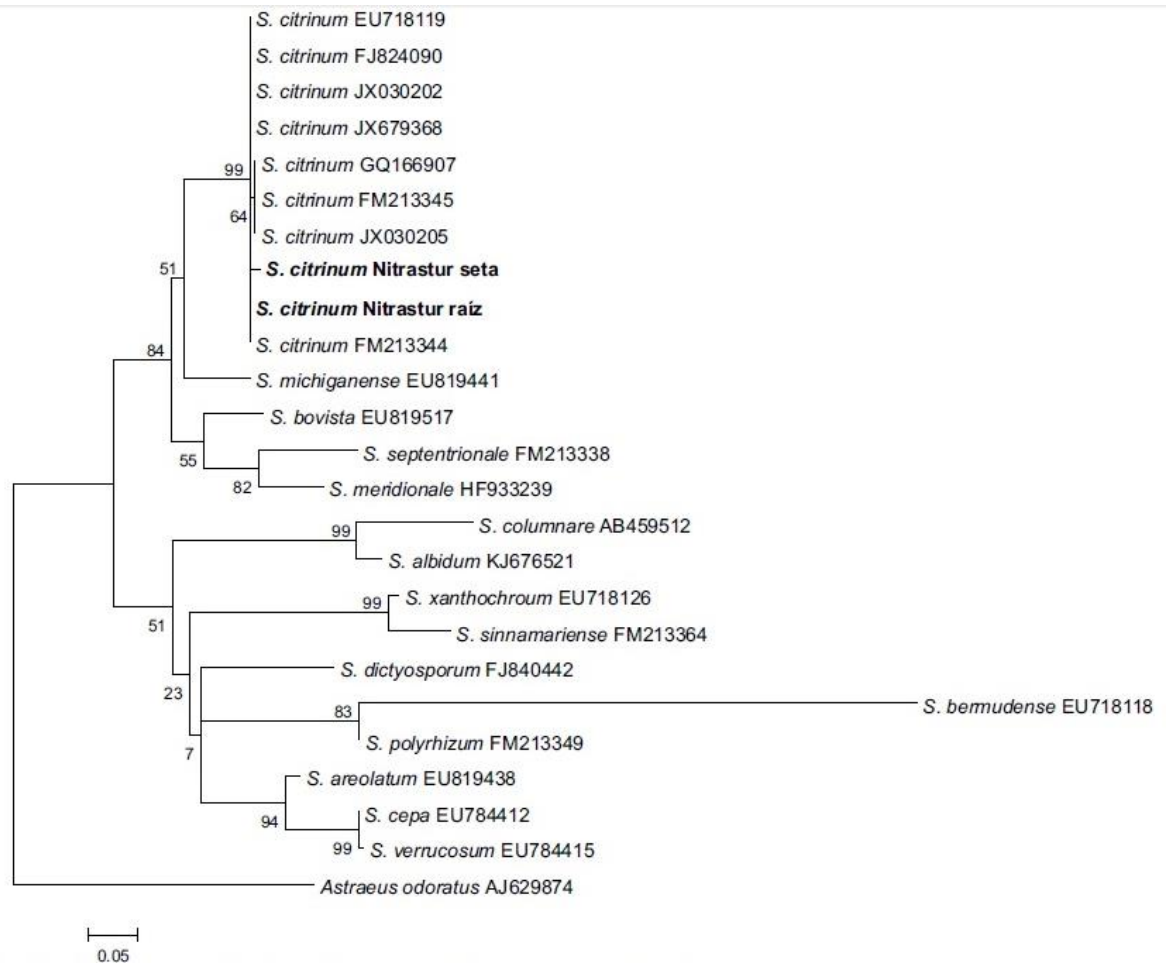 S. citrinum EU718119
S. citrinum FJ824090
S. citrinum JX030202
S. citrinum JX679368
99
S. citrinum GQ166907
S. citrinum FM213345
64
S. citrinum JX030205
51
S. citrinum Nitrastur seta
S. citrinum Nitrastur raíz
84
S. citrinum FM213344
S. michiganense EU819441
S. bovista EU819517
55
S. septentrionale FM213338
82
S. meridionale HF933239
99
S. columnare AB459512
S. albidum KJ676521
99
S. xanthochroum EU718126
51
S. sinnamariense FM213364
S. dictyosporum FJ840442
23
83
S. bermudense EU718118
7
S. polyrhizum FM213349
S. areolatum EU819438
94
S. cepa EU784412
99
S. verrucosum EU784415
Astraeus odoratus AJ629874
0.05